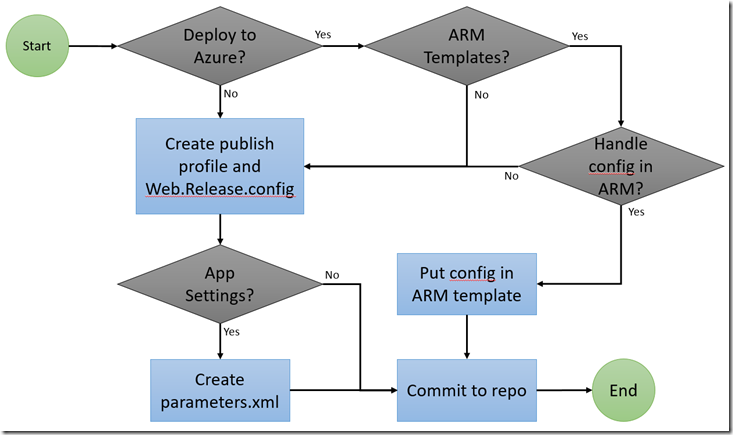 Start
Deploy to
Azure?
Yes
ARM
Templates?
Yes
No
No
Create publish
profile and
Web.Release.config
Handle
config in
ARM?
No
Yes
App
Settings?
No
Put config in
ARM template
Yes
Create
parameters.xml
Commit to repo
End